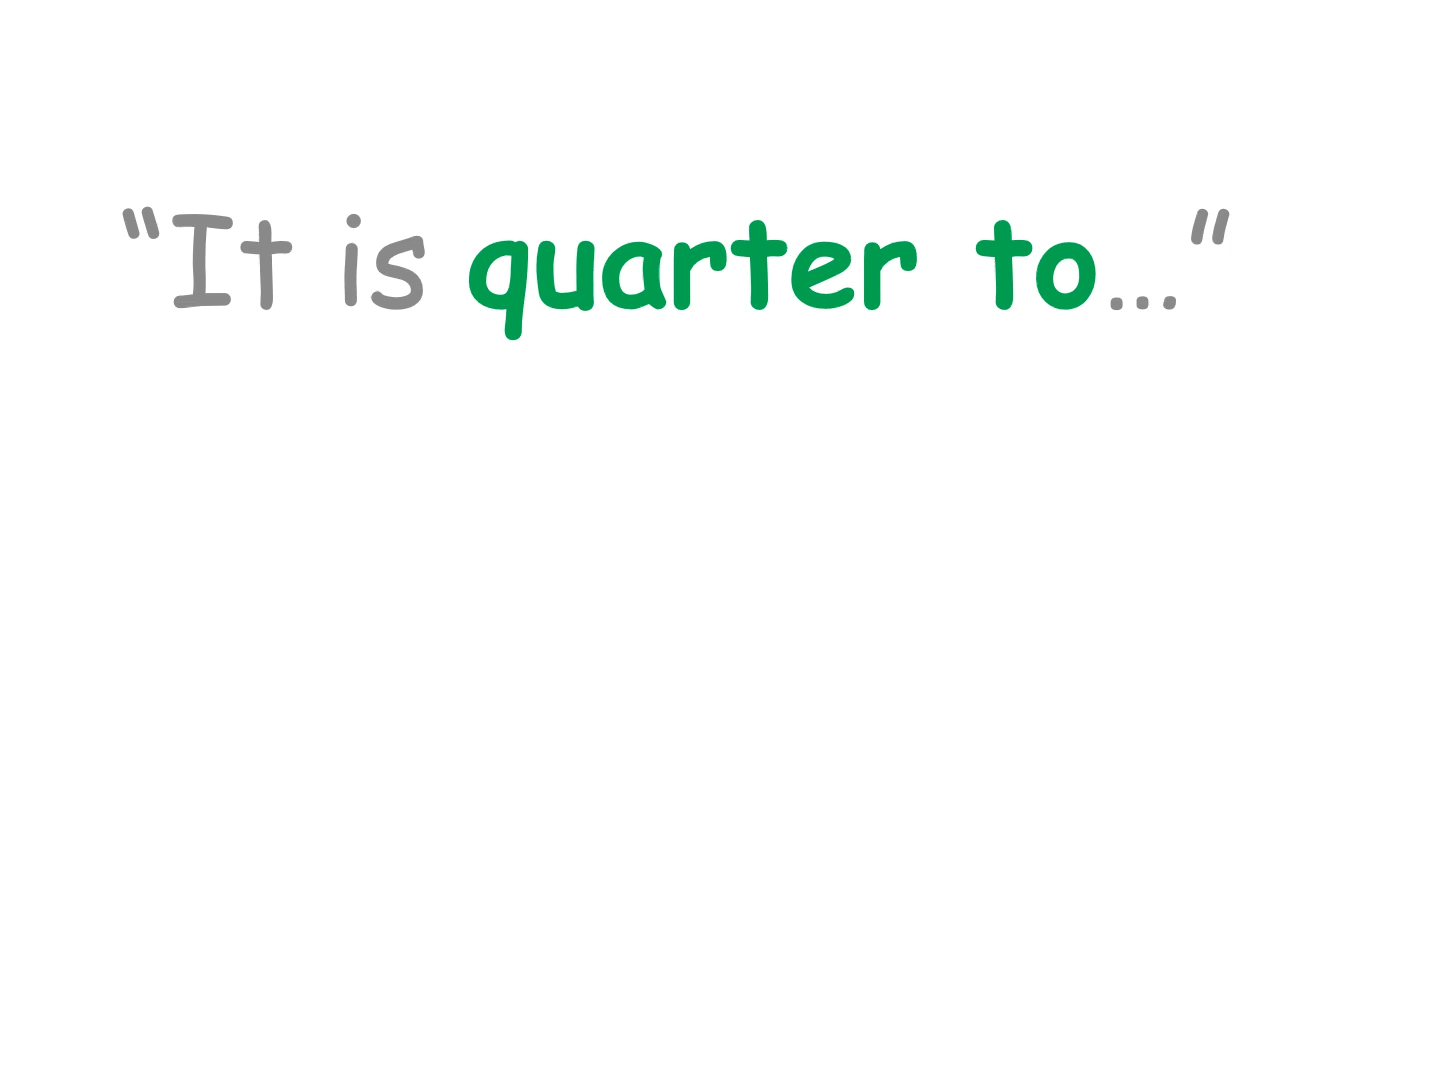 “It is quarter to…”